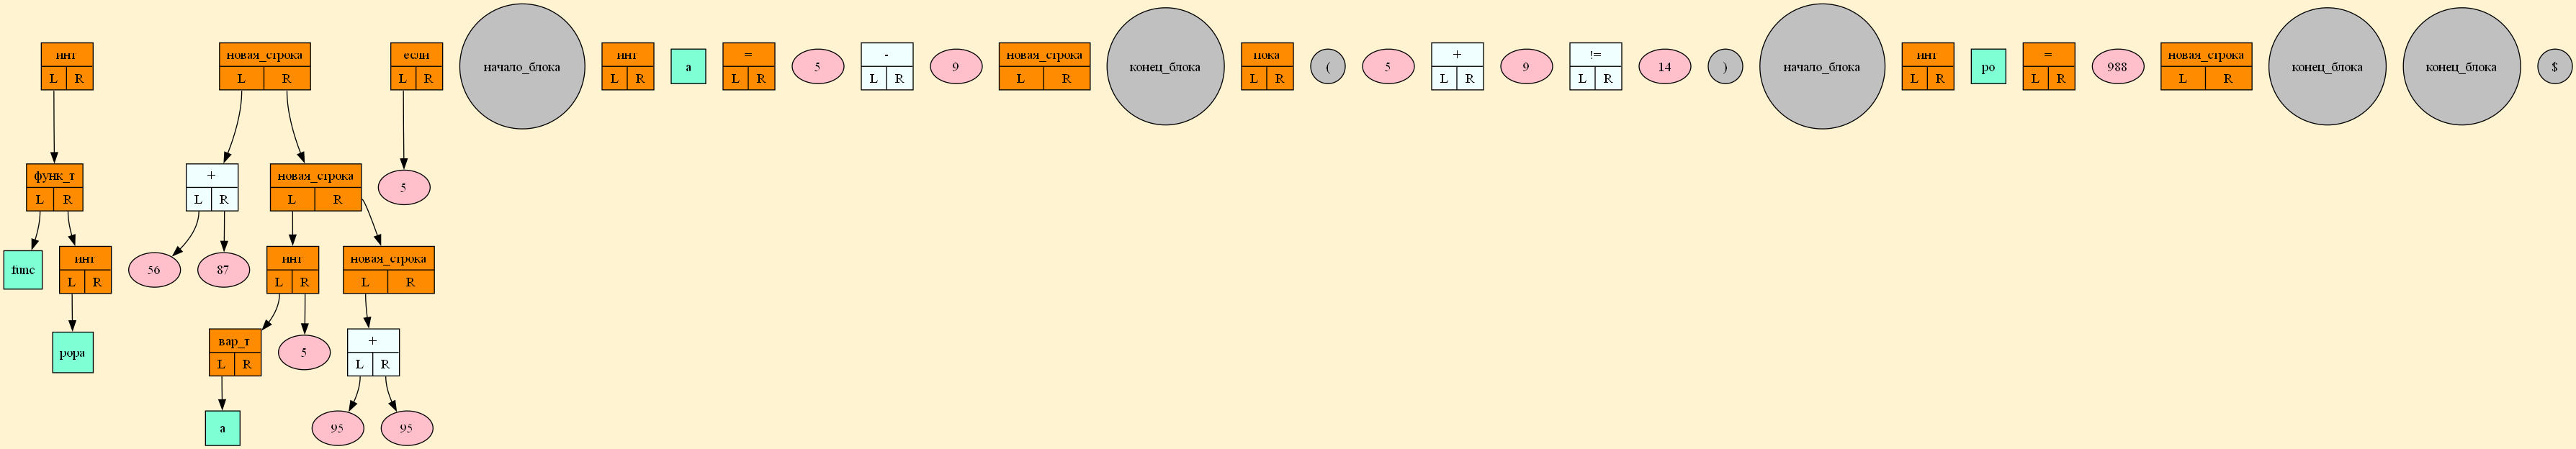 инт
L R
новая_строка
L R
если
L R
начало_блока
инт
L R
a
=
L R
5
-
L R
9
новая_строка
L R
конец_блока
пока
L R
(
5
+
L R
9
!=
L R
14
)
начало_блока
инт
L R
po
=
L R
988
новая_строка
L R
конец_блока
конец_блока
$
функ_т
L R
+
L R
новая_строка
L R
5
func
инт
L R
56
87
инт
L R
новая_строка
L R
popa
вар_т
L R
5
+
L R
a
95
95